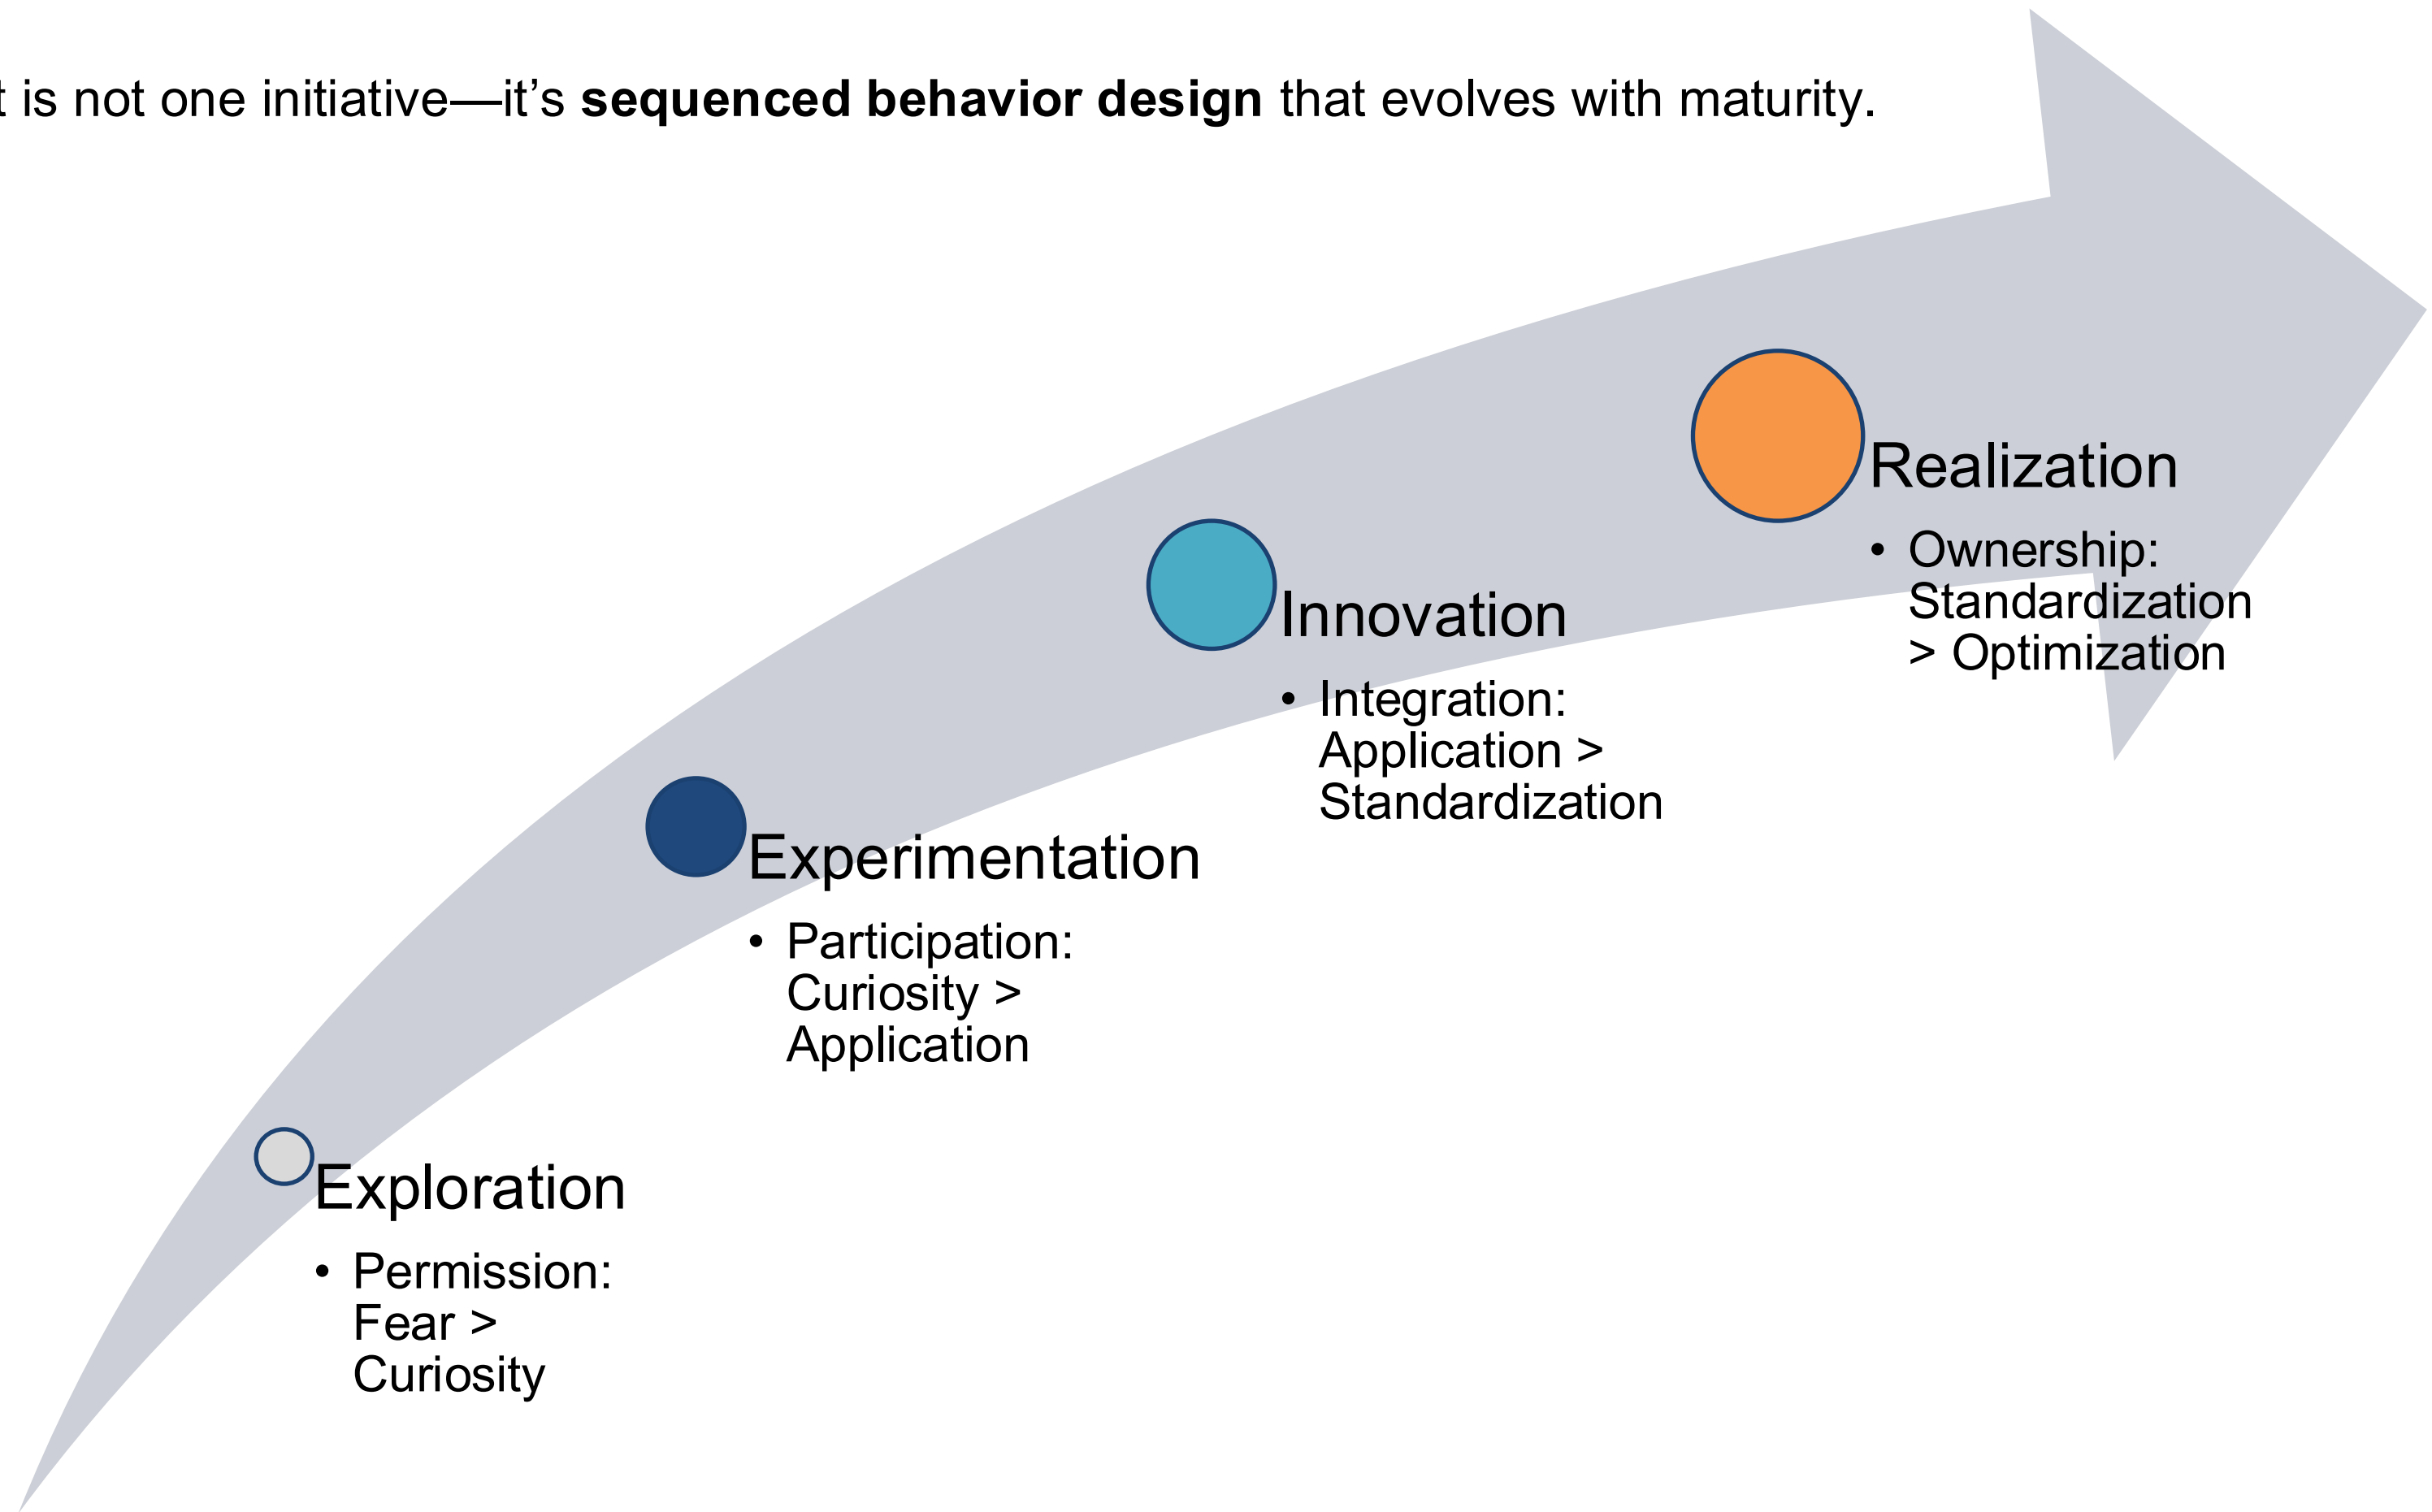 t is not one initiative—it’s sequenced behavior design that evolves with maturity.
Realization
• Ownership:
Standardization
> Optimization
Innovation
• Integration:
Application >
Standardization
Experimentation
• Participation:
Curiosity >
Application
Exploration
• Permission:
Fear >
Curiosity